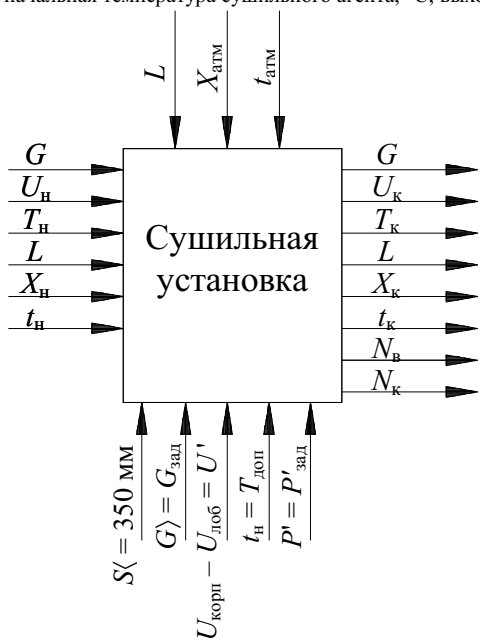 начальная температура сушильного агента, °С, выхо
L
Xатм
tатм
G
Uн
Tн
L
Xн
tн
Сушильная
установка
G
Uк
Tк
L
Xк
tк
Nв
Nк
S⟨ = 350 мм
G⟩ = Gзад
Uкорп – Uлоб = U'
tн = Tдоп
P' = P'зад